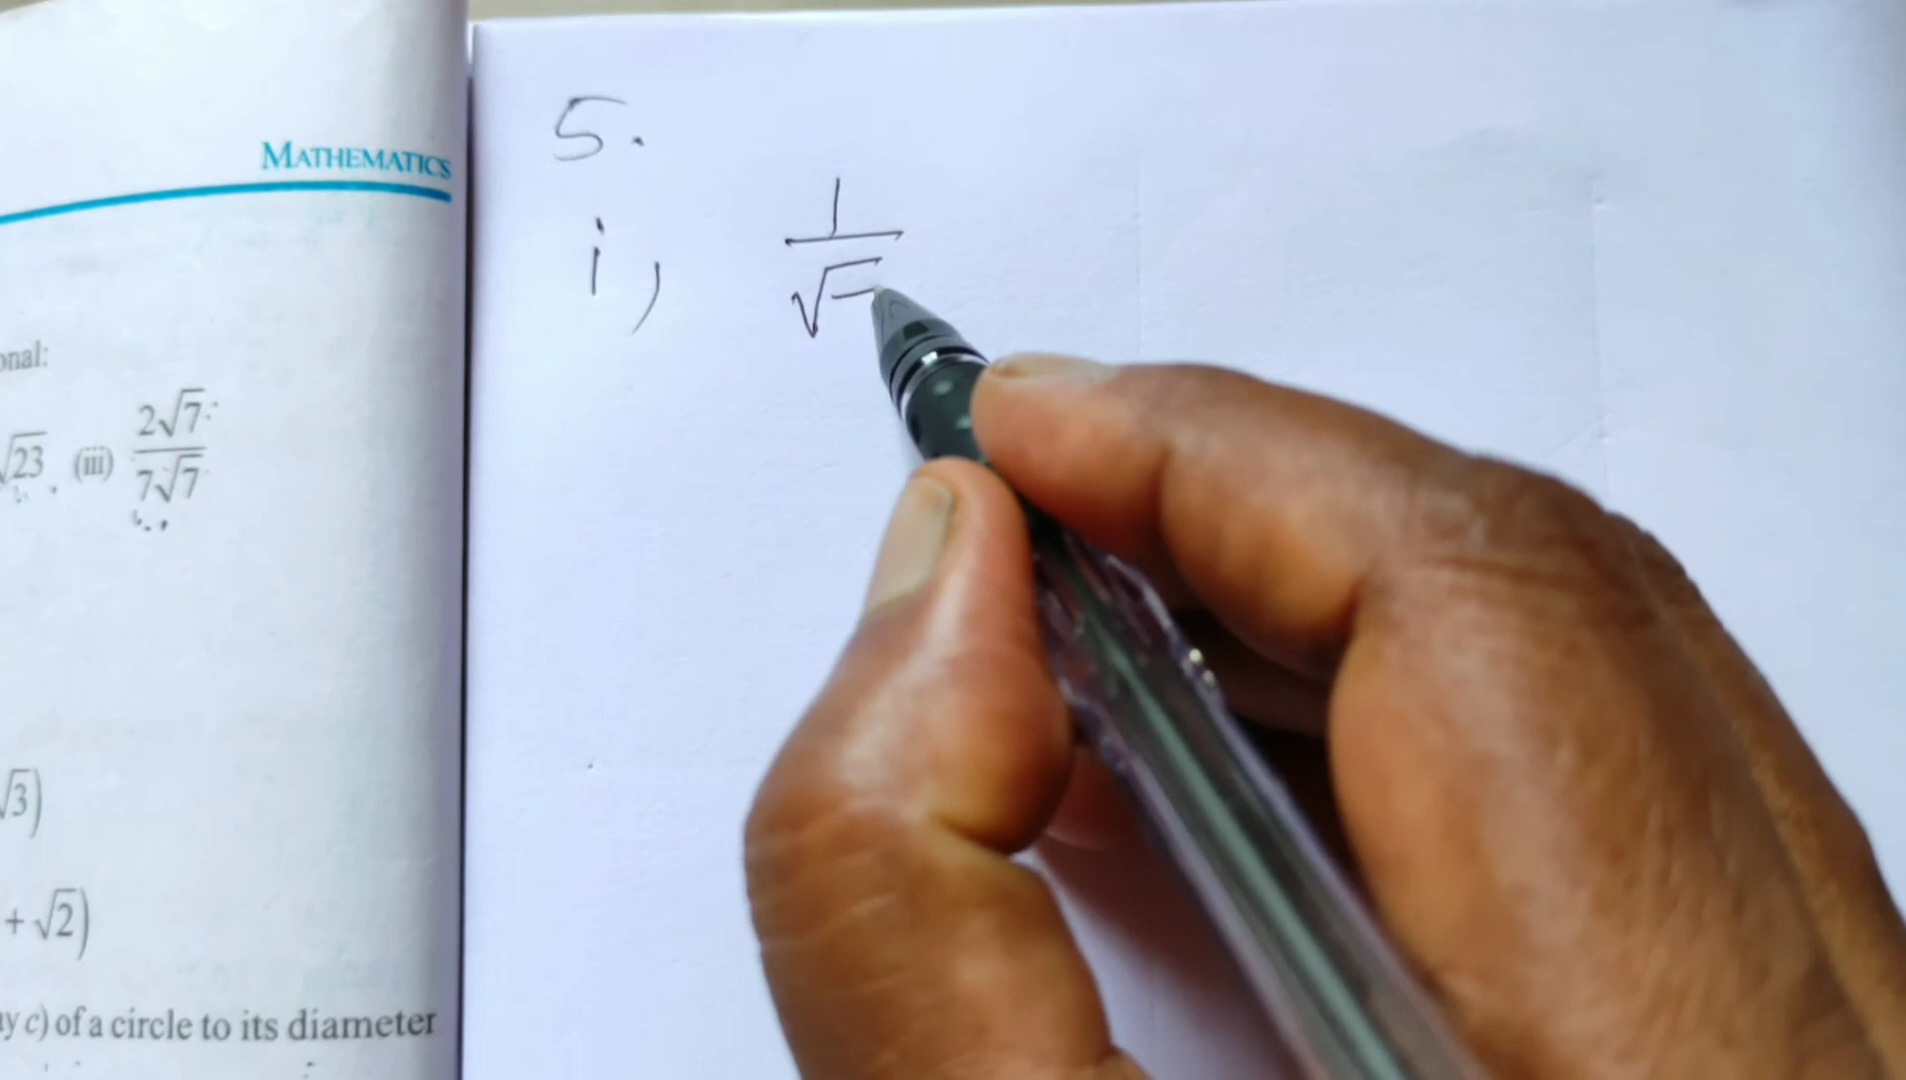 MATHEMATICS
onal:
√23 (iii) 2√7/7√7
√3)
+ √2)
y c) of a circle to its diameter
5.
i, 1/√